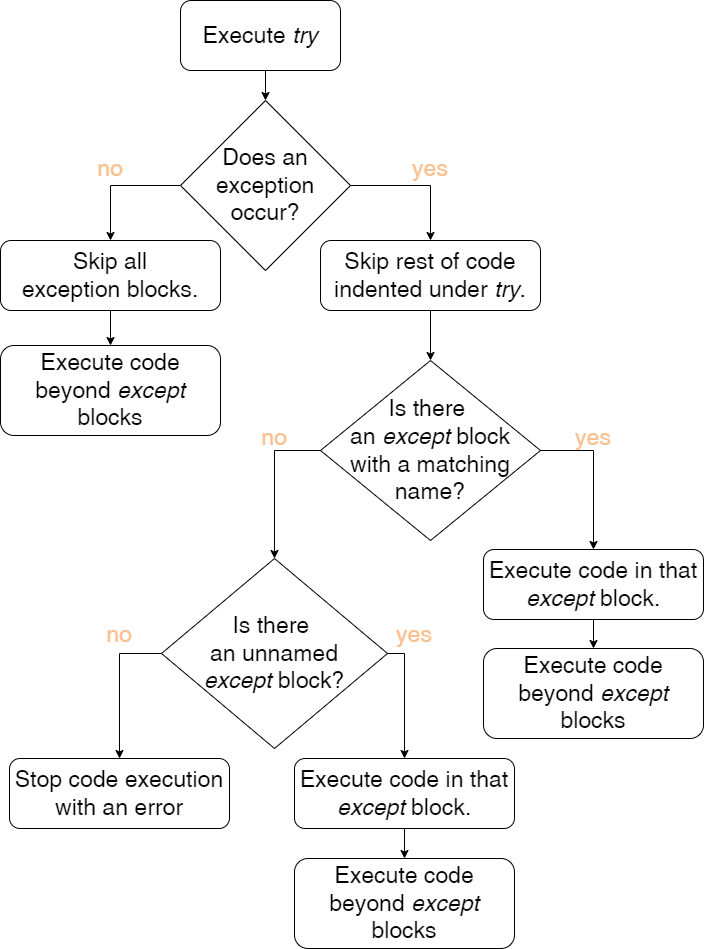 Execute try
Does an
exception
occur?
no
yes
Skip all
exception blocks.
Skip rest of code
indented under try.
Execute code
beyond except
blocks
Is there
an except block
with a matching
name?
no
yes
Execute code in that
except block.
Is there
an unnamed
except block?
no
yes
Execute code
beyond except
blocks
Stop code execution
with an error
Execute code in that
except block.
Execute code
beyond except
blocks